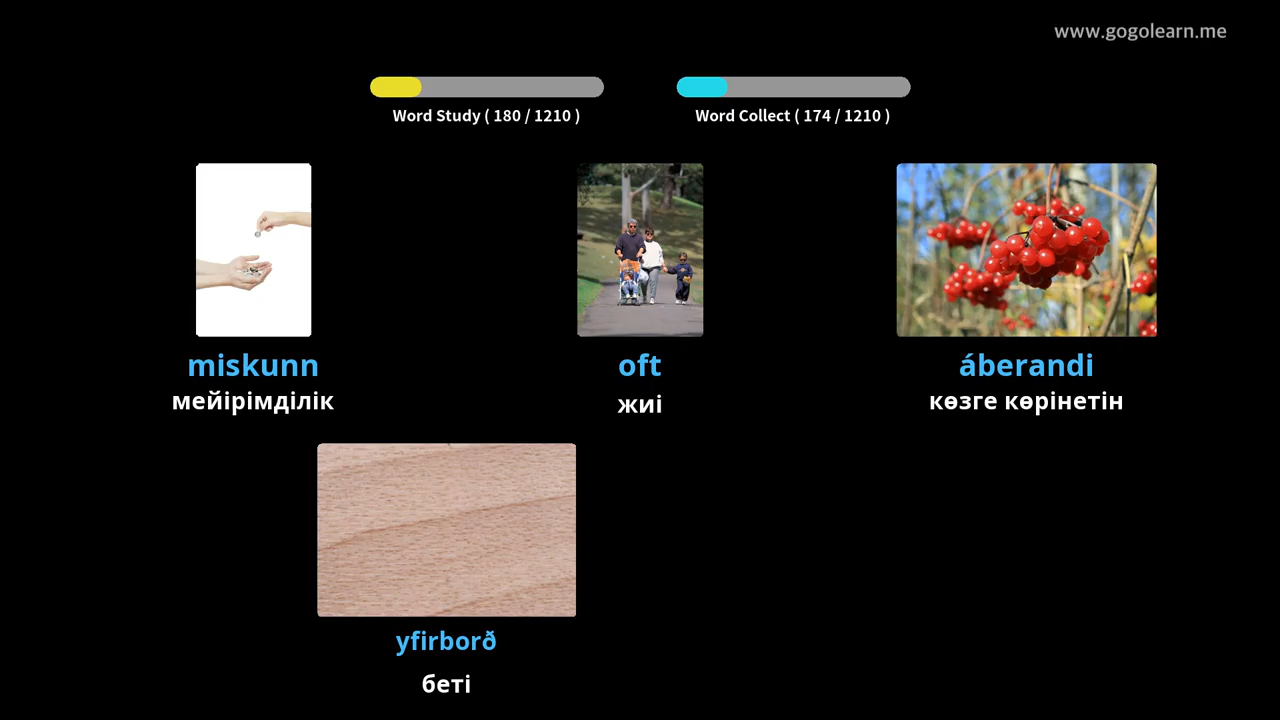 www.gogolearn.me
Word Study ( 180 / 1210 )
Word Collect ( 174 / 1210 )
miskunn
мейірімділік
oft
жиі
áberandi
көзге көрінетін
yfirborð
беті